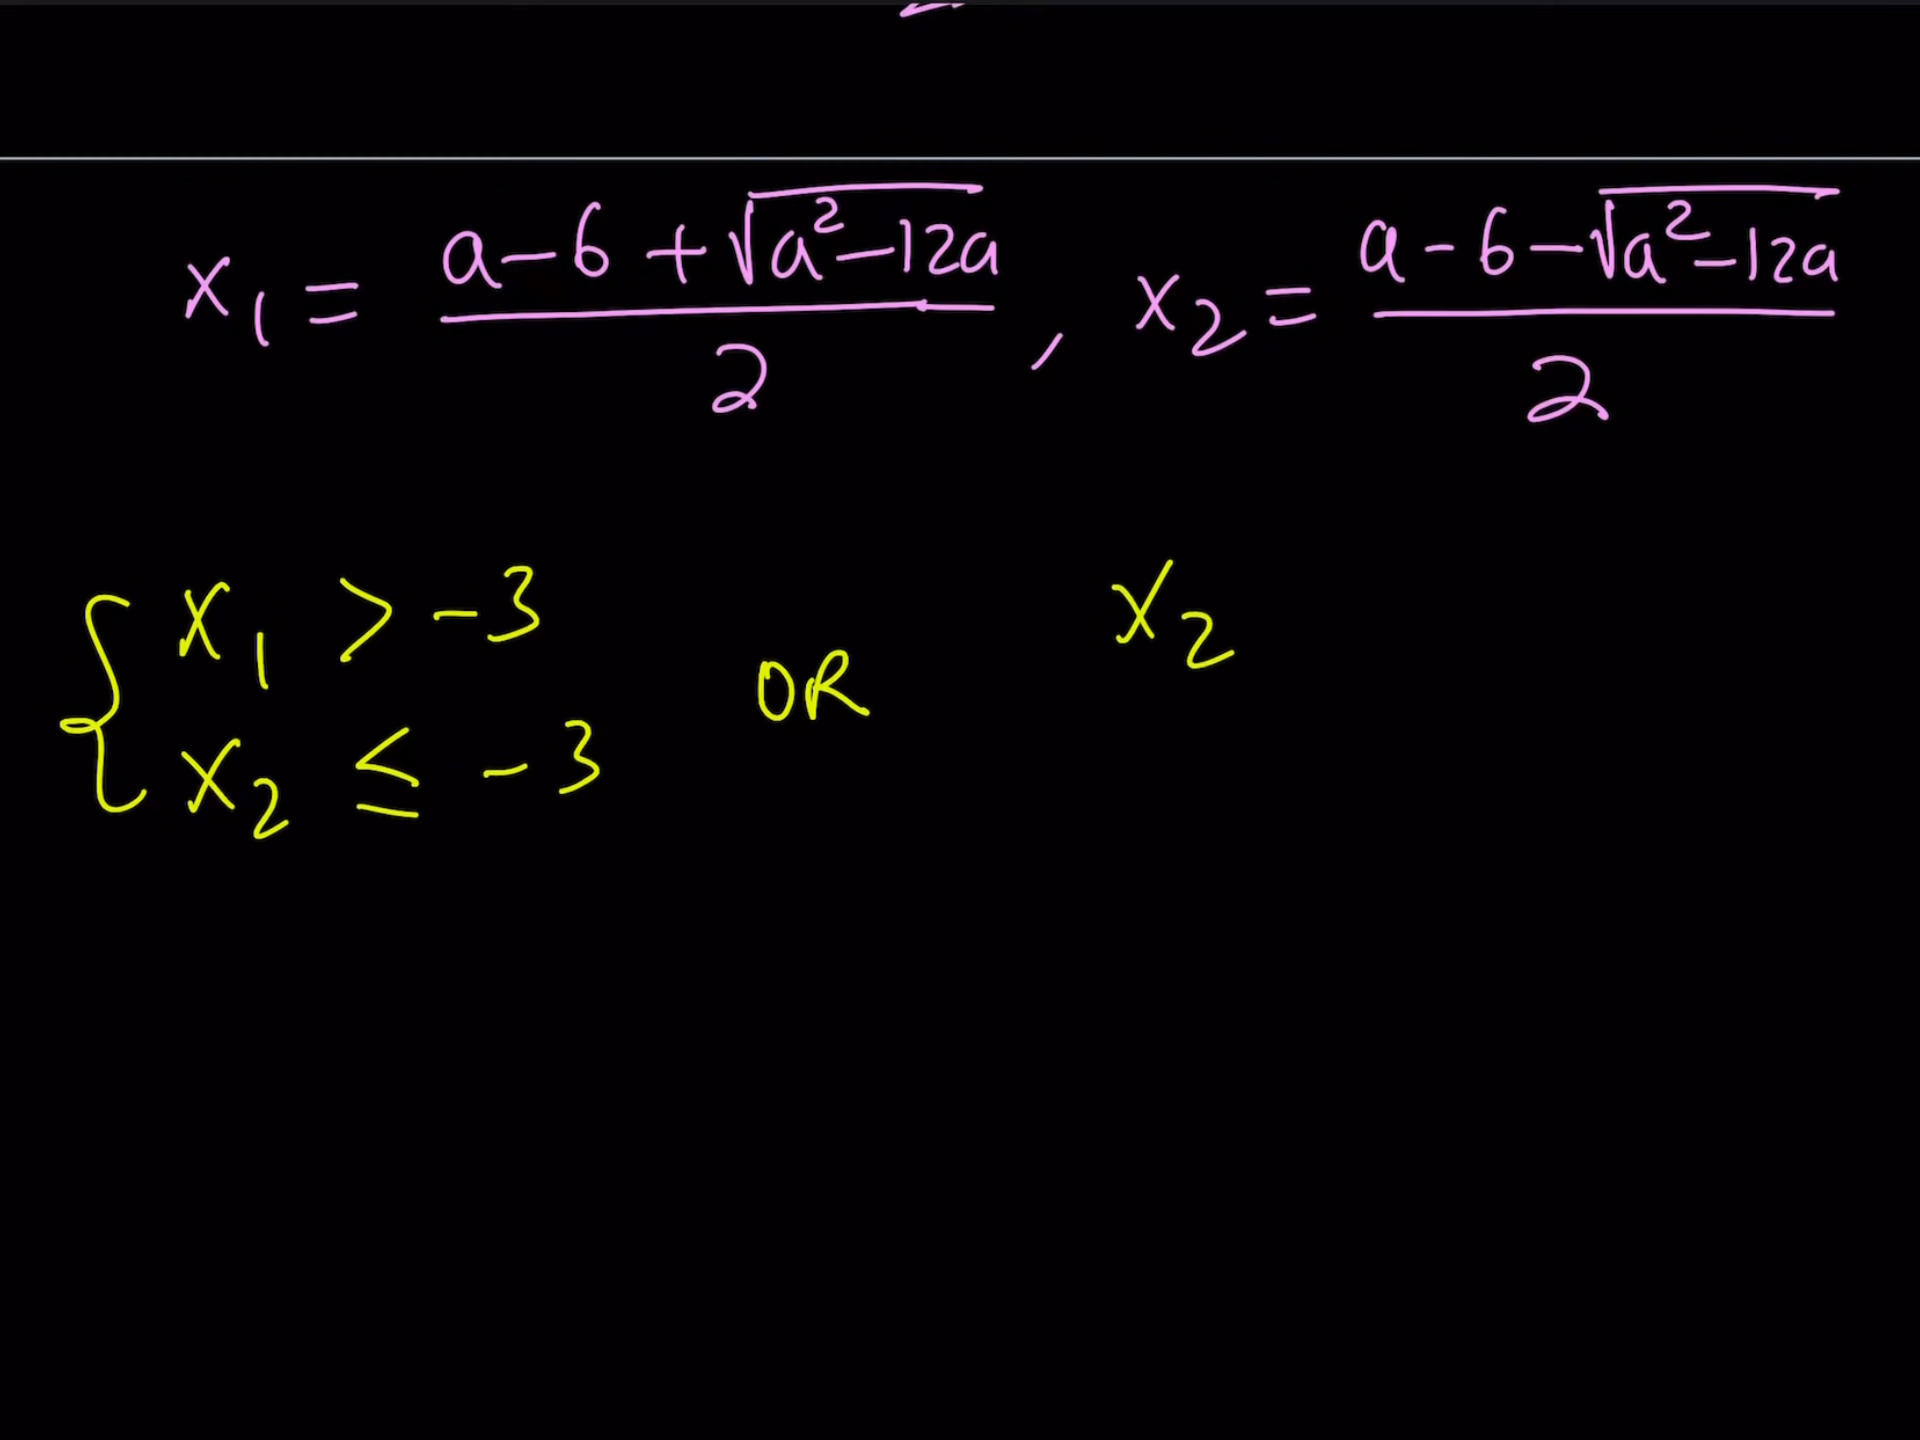 x₁ = (a - 6 + √(a² - 12a)) / 2 , x₂ = (a - 6 - √(a² - 12a)) / 2
{ x₁ > -3 OR x₂
x₂ ≤ -3